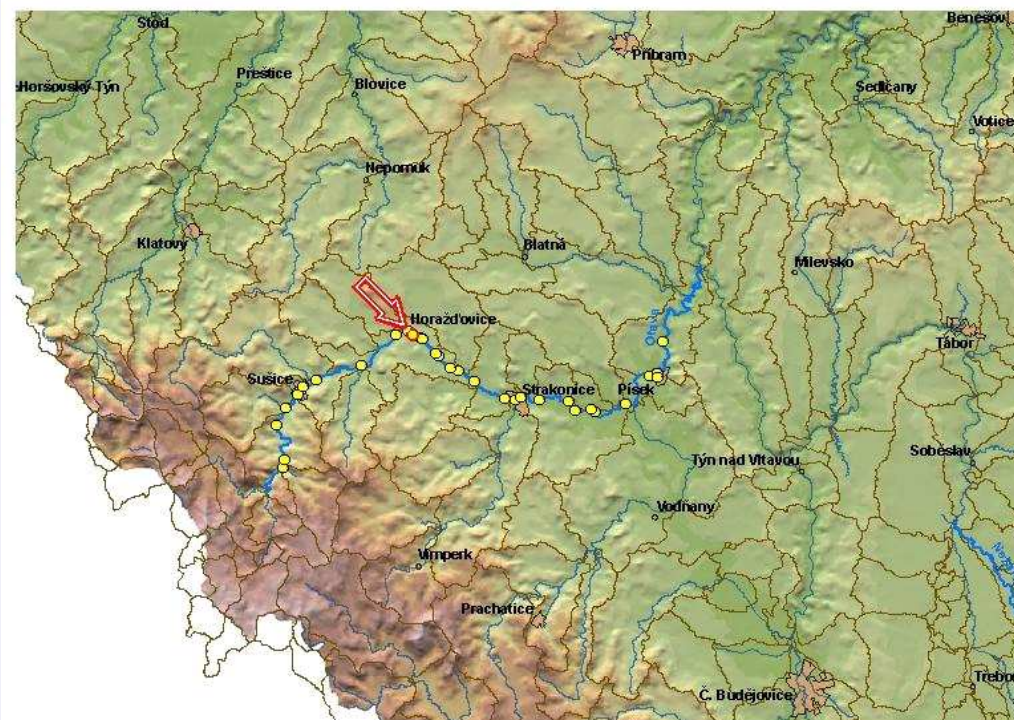 Stod
Benešov
Příbram
Přeštice
Horšovský Týn
Blovice
Sedlčany
Votice
Nepomuk
Klatovy
Blatná
Milevsko
Horažďovice
Otava
Tábor
Sušice
Strakonice
Písek
Soběslav
Týn nad Vltavou
Vodňany
Vimperk
Prachatice
Č. Budějovice
Třebo